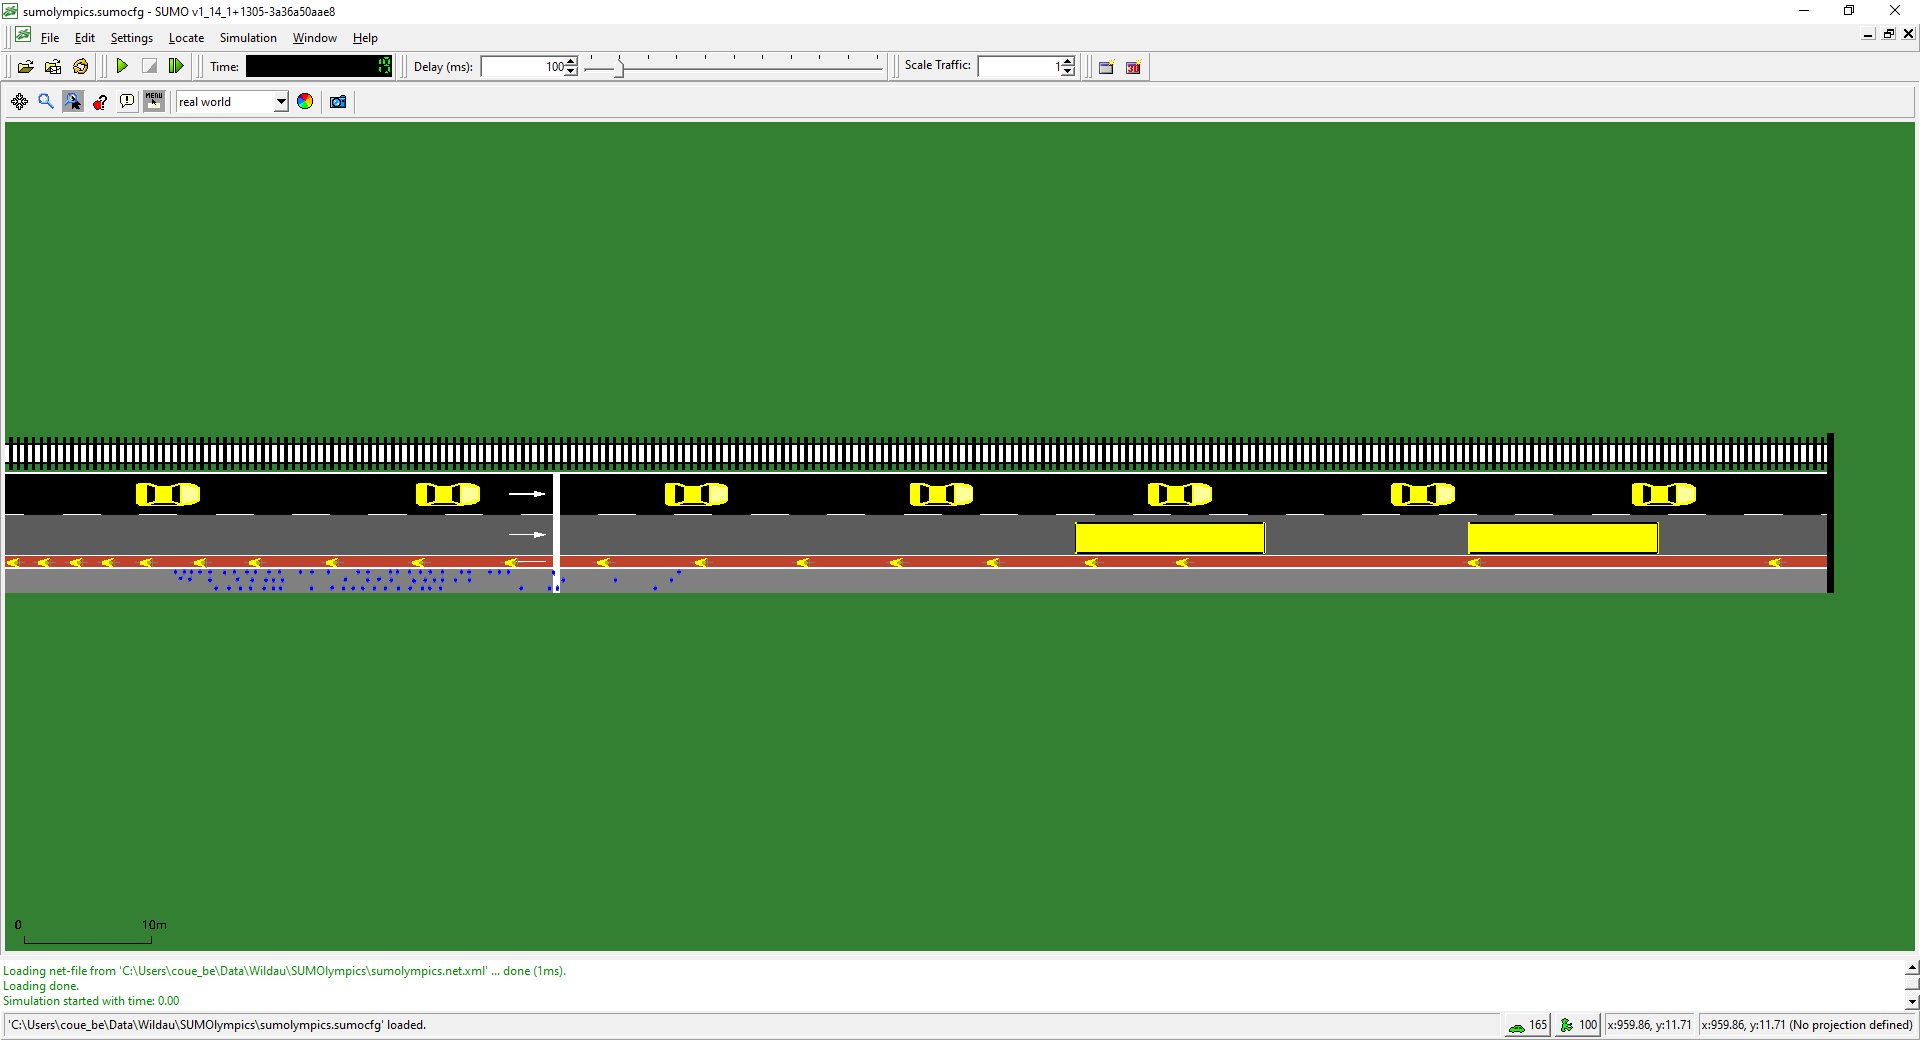 sumolympics.sumocfg - SUMO v1_14_1+1305-3a36a50aae8
File Edit Settings Locate Simulation Window Help
Time: 19 Delay (ms): 100 Scale Traffic: 1
MENU real world
0 10m
Loading net-file from 'C:\Users\coue_be\Data\Wildau\SUMOlympics\sumolympics.net.xml' ... done (1ms).
Loading done.
Simulation started with time: 0.00
'C:\Users\coue_be\Data\Wildau\SUMOlympics\sumolympics.sumocfg' loaded. 165 100 x:959.86, y:11.71 x:959.86, y:11.71 (No projection defined)